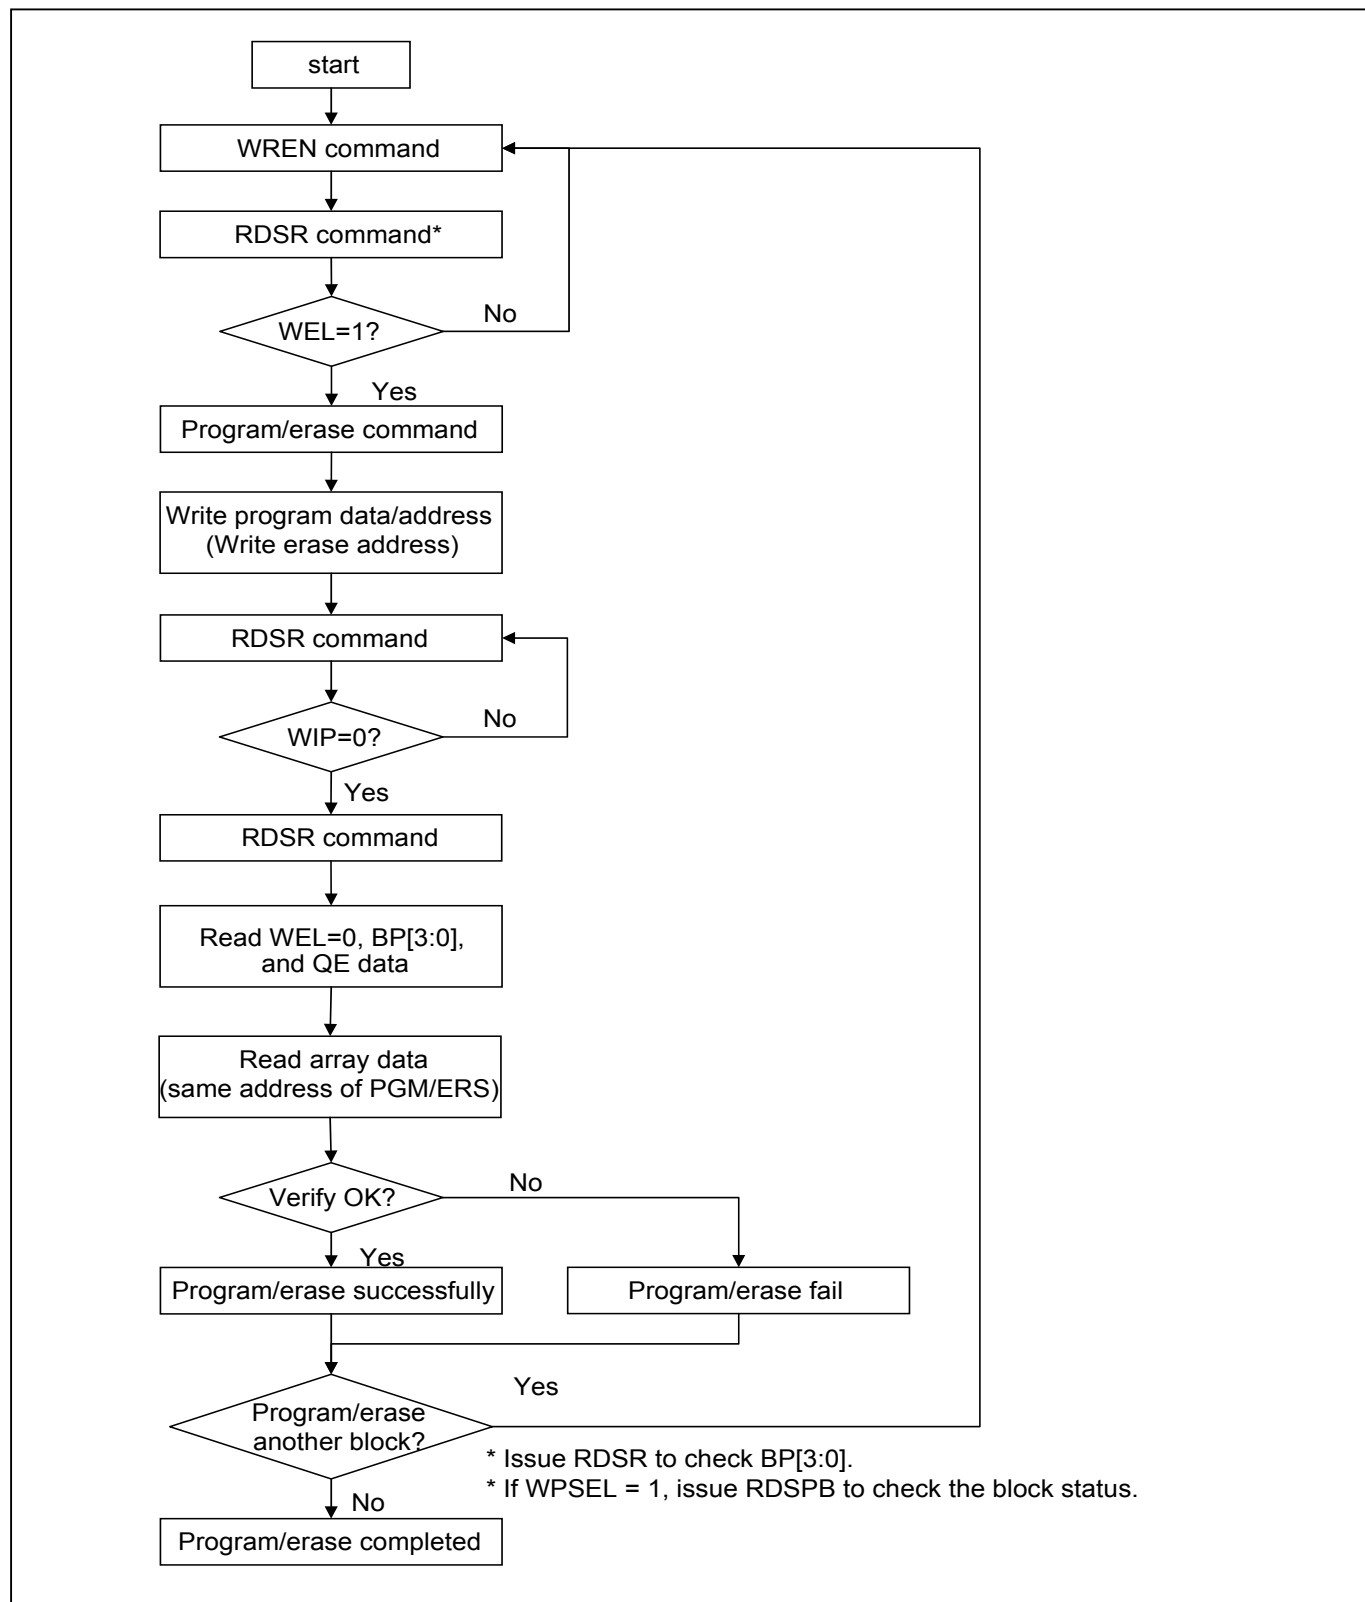 start
WREN command
RDSR command*
WEL=1?
No
Yes
Program/erase command
Write program data/address
(Write erase address)
RDSR command
WIP=0?
No
Yes
RDSR command
Read WEL=0, BP[3:0],
and QE data
Read array data
(same address of PGM/ERS)
Verify OK?
No
Yes
Program/erase successfully
Program/erase fail
Program/erase
another block?
Yes
No
* Issue RDSR to check BP[3:0].
* If WPSEL = 1, issue RDSPB to check the block status.
Program/erase completed